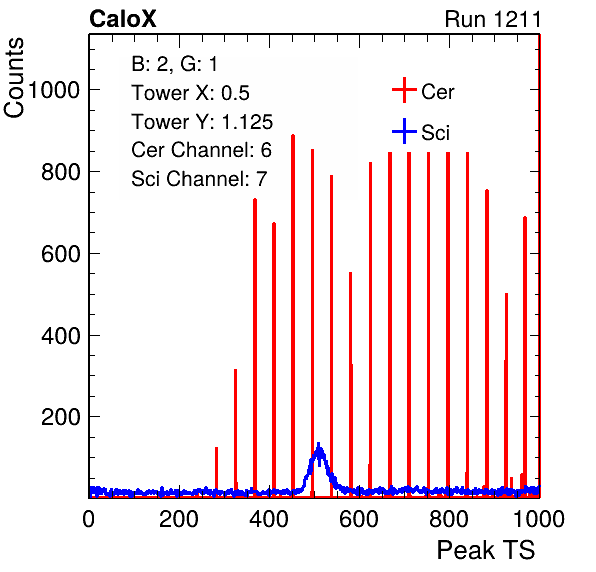 CaloX Run 1211
Counts
B: 2, G: 1
Tower X: 0.5
Tower Y: 1.125
Cer Channel: 6
Sci Channel: 7
Cer
Sci
1000
800
600
400
200
0 200 400 600 800 1000
Peak TS